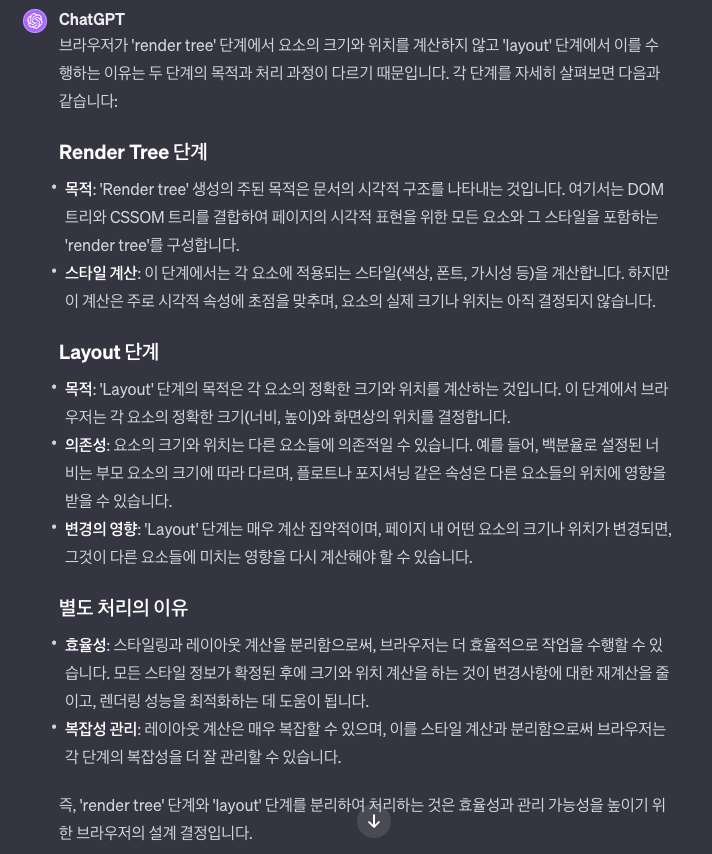 ChatGPT
브라우저가 'render tree' 단계에서 요소의 크기와 위치를 계산하지 않고 'layout' 단계에서 이를 수
행하는 이유는 두 단계의 목적과 처리 과정이 다르기 때문입니다. 각 단계를 자세히 살펴보면 다음과
같습니다:
Render Tree 단계
• 목적: 'Render tree' 생성의 주된 목적은 문서의 시각적 구조를 나타내는 것입니다. 여기서는 DOM
트리와 CSSOM 트리를 결합하여 페이지의 시각적 표현을 위한 모든 요소와 그 스타일을 포함하는
'render tree'를 구성합니다.
• 스타일 계산: 이 단계에서는 각 요소에 적용되는 스타일(색상, 폰트, 가시성 등)을 계산합니다. 하지만
이 계산은 주로 시각적 속성에 초점을 맞추며, 요소의 실제 크기나 위치는 아직 결정되지 않습니다.
Layout 단계
• 목적: 'Layout' 단계의 목적은 각 요소의 정확한 크기와 위치를 계산하는 것입니다. 이 단계에서 브라
우저는 각 요소의 정확한 크기(너비, 높이)와 화면상의 위치를 결정합니다.
• 의존성: 요소의 크기와 위치는 다른 요소들에 의존적일 수 있습니다. 예를 들어, 백분율로 설정된 너
비는 부모 요소의 크기에 따라 다르며, 플로트나 포지셔닝 같은 속성은 다른 요소들의 위치에 영향을
받을 수 있습니다.
• 변경의 영향: 'Layout' 단계는 매우 계산 집약적이며, 페이지 내 어떤 요소의 크기나 위치가 변경되면,
그것이 다른 요소들에 미치는 영향을 다시 계산해야 할 수 있습니다.
별도 처리의 이유
• 효율성: 스타일링과 레이아웃 계산을 분리함으로써, 브라우저는 더 효율적으로 작업을 수행할 수 있
습니다. 모든 스타일 정보가 확정된 후에 크기와 위치 계산을 하는 것이 변경사항에 대한 재계산을 줄
이고, 렌더링 성능을 최적화하는 데 도움이 됩니다.
• 복잡성 관리: 레이아웃 계산은 매우 복잡할 수 있으며, 이를 스타일 계산과 분리함으로써 브라우저는
각 단계의 복잡성을 더 잘 관리할 수 있습니다.
즉, 'render tree' 단계와 'layout' 단계를 분리하여 처리하는 것은 효율성과 관리 가능성을 높이기 위
한 브라우저의 설계 결정입니다.